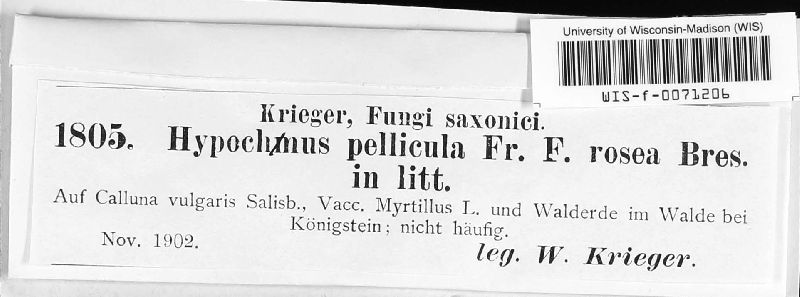 University of Wisconsin-Madison (WIS)
WIS-f-0071206
Krieger, Fungi saxonici.
1805. Hypochnus pellicula Fr. F. rosea Bres.
in litt.
Auf Calluna vulgaris Salisb., Vacc. Myrtillus L. und Walderde im Walde bei
Königstein; nicht häufig.
Nov. 1902.
leg. W. Krieger.